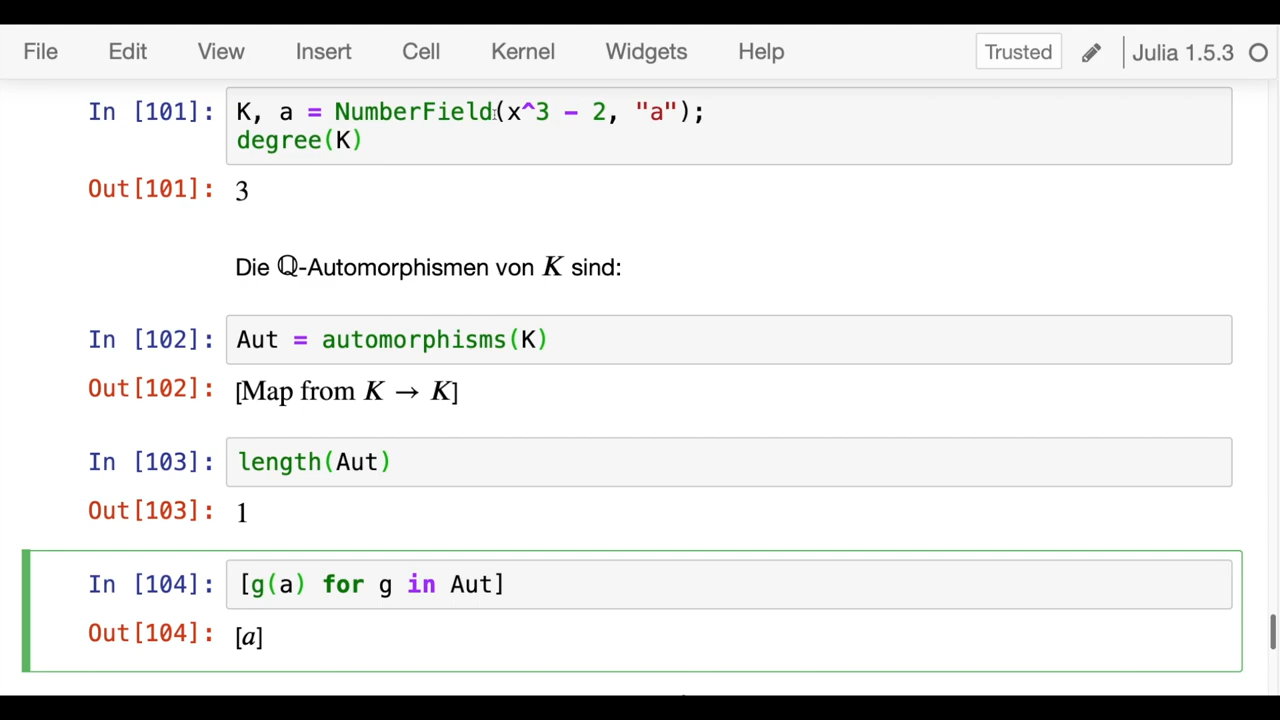 File Edit View Insert Cell Kernel Widgets Help Trusted Julia 1.5.3
In [101]: K, a = NumberField(x^3 - 2, "a");
degree(K)
Out[101]: 3
Die ℚ-Automorphismen von K sind:
In [102]: Aut = automorphisms(K)
Out[102]: [Map from K → K]
In [103]: length(Aut)
Out[103]: 1
In [104]: [g(a) for g in Aut]
Out[104]: [a]